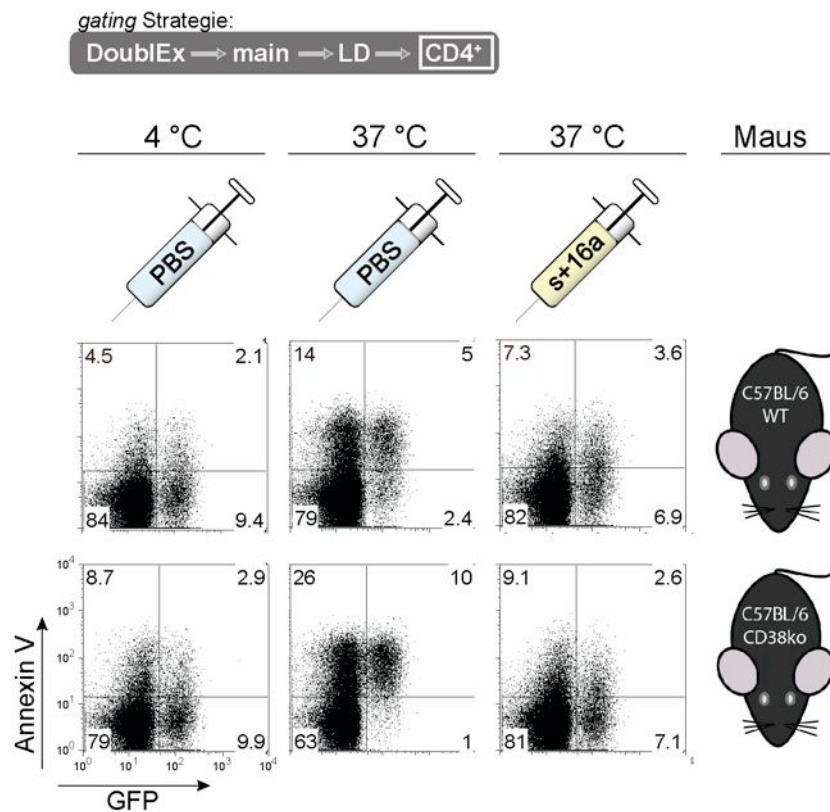 gating Strategie:
DoublEx → main → LD → CD4⁺
4 °C 37 °C 37 °C Maus
PBS PBS s+16a
4.5 2.1 14 5 7.3 3.6
C57BL/6
WT
84 9.4 79 2.4 82 6.9
Annexin V
10⁴ 8.7 2.9 26 10 9.1 2.6
10³
C57BL/6
CD38ko
10²
10¹
10⁰ 79 9.9 63 1 81 7.1
10⁰ 10¹ 10² 10³ 10⁴
GFP